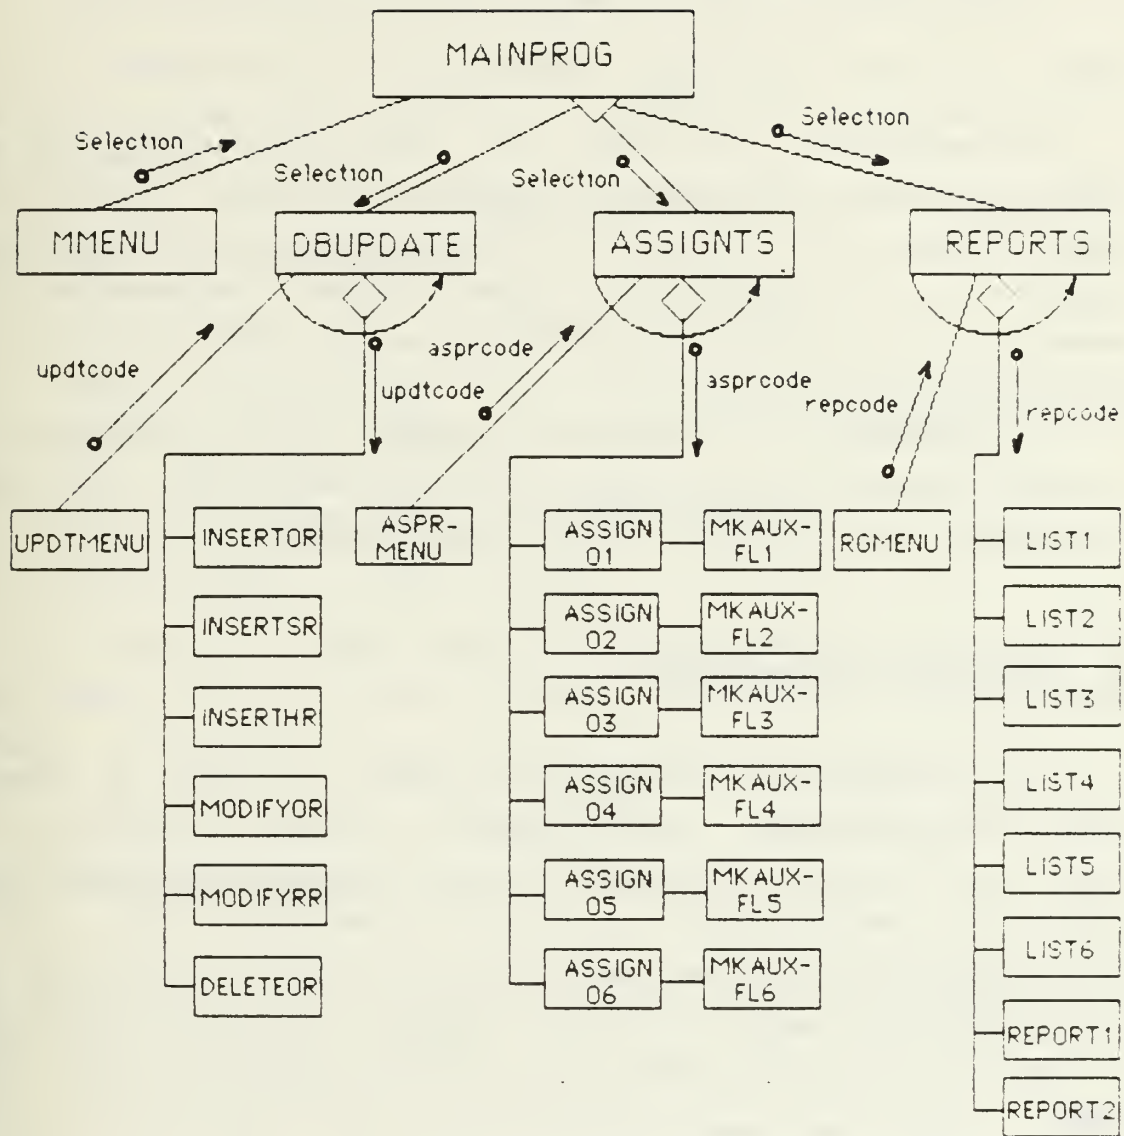 MAINPROG
Selection
Selection
Selection
Selection
MMENU
DBUPDATE
ASSIGNTS
REPORTS
updtcode
updtcode
asprcode
asprcode
repcode
repcode
UPDTMENU
INSERTOR
INSERTSR
INSERTHR
MODIFYOR
MODIFYRR
DELETEOR
ASPR-
MENU
ASSIGN
01
MKAUX-
FL1
ASSIGN
02
MKAUX-
FL2
ASSIGN
03
MKAUX-
FL3
ASSIGN
04
MKAUX-
FL4
ASSIGN
05
MKAUX-
FL5
ASSIGN
06
MKAUX-
FL6
RGMENU
LIST1
LIST2
LIST3
LIST4
LIST5
LIST6
REPORT1
REPORT2